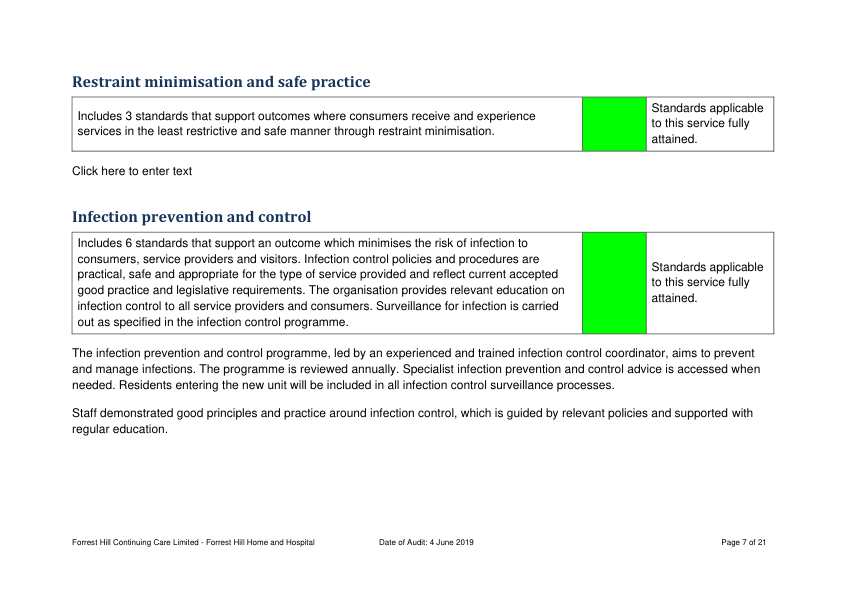 Restraint minimisation and safe practice
Includes 3 standards that support outcomes where consumers receive and experience
services in the least restrictive and safe manner through restraint minimisation.
Standards applicable
to this service fully
attained.
Click here to enter text
Infection prevention and control
Includes 6 standards that support an outcome which minimises the risk of infection to
consumers, service providers and visitors. Infection control policies and procedures are
practical, safe and appropriate for the type of service provided and reflect current accepted
good practice and legislative requirements. The organisation provides relevant education on
infection control to all service providers and consumers. Surveillance for infection is carried
out as specified in the infection control programme.
Standards applicable
to this service fully
attained.
The infection prevention and control programme, led by an experienced and trained infection control coordinator, aims to prevent
and manage infections. The programme is reviewed annually. Specialist infection prevention and control advice is accessed when
needed. Residents entering the new unit will be included in all infection control surveillance processes.
Staff demonstrated good principles and practice around infection control, which is guided by relevant policies and supported with
regular education.
Forrest Hill Continuing Care Limited - Forrest Hill Home and Hospital
Date of Audit: 4 June 2019
Page 7 of 21